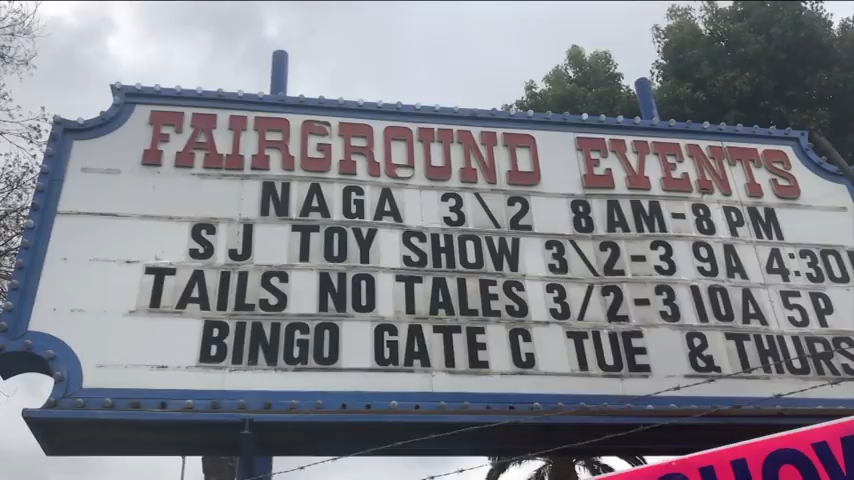 FAIRGROUND EVENTS
NAGA 3\2 8AM-8PM
SJ TOY SHOW 3\2-3 9A 4:30
TAILS NO TALES 3/2-3 10A 5P
BINGO GATE C TUE & THURS
SHOW